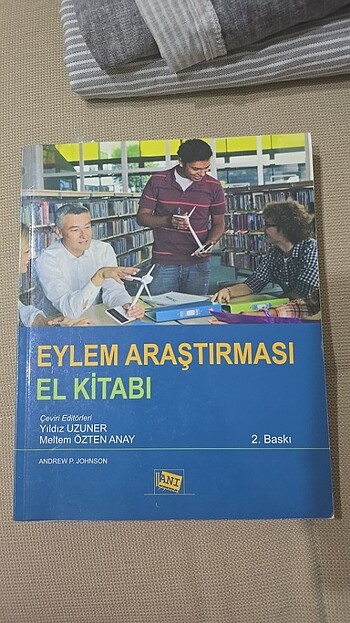 EYLEM ARAŞTIRMASI
EL KİTABI
Çeviri Editörleri
Yıldız UZUNER
Meltem ÖZTEN ANAY
2. Baskı
ANDREW P. JOHNSON
ANI